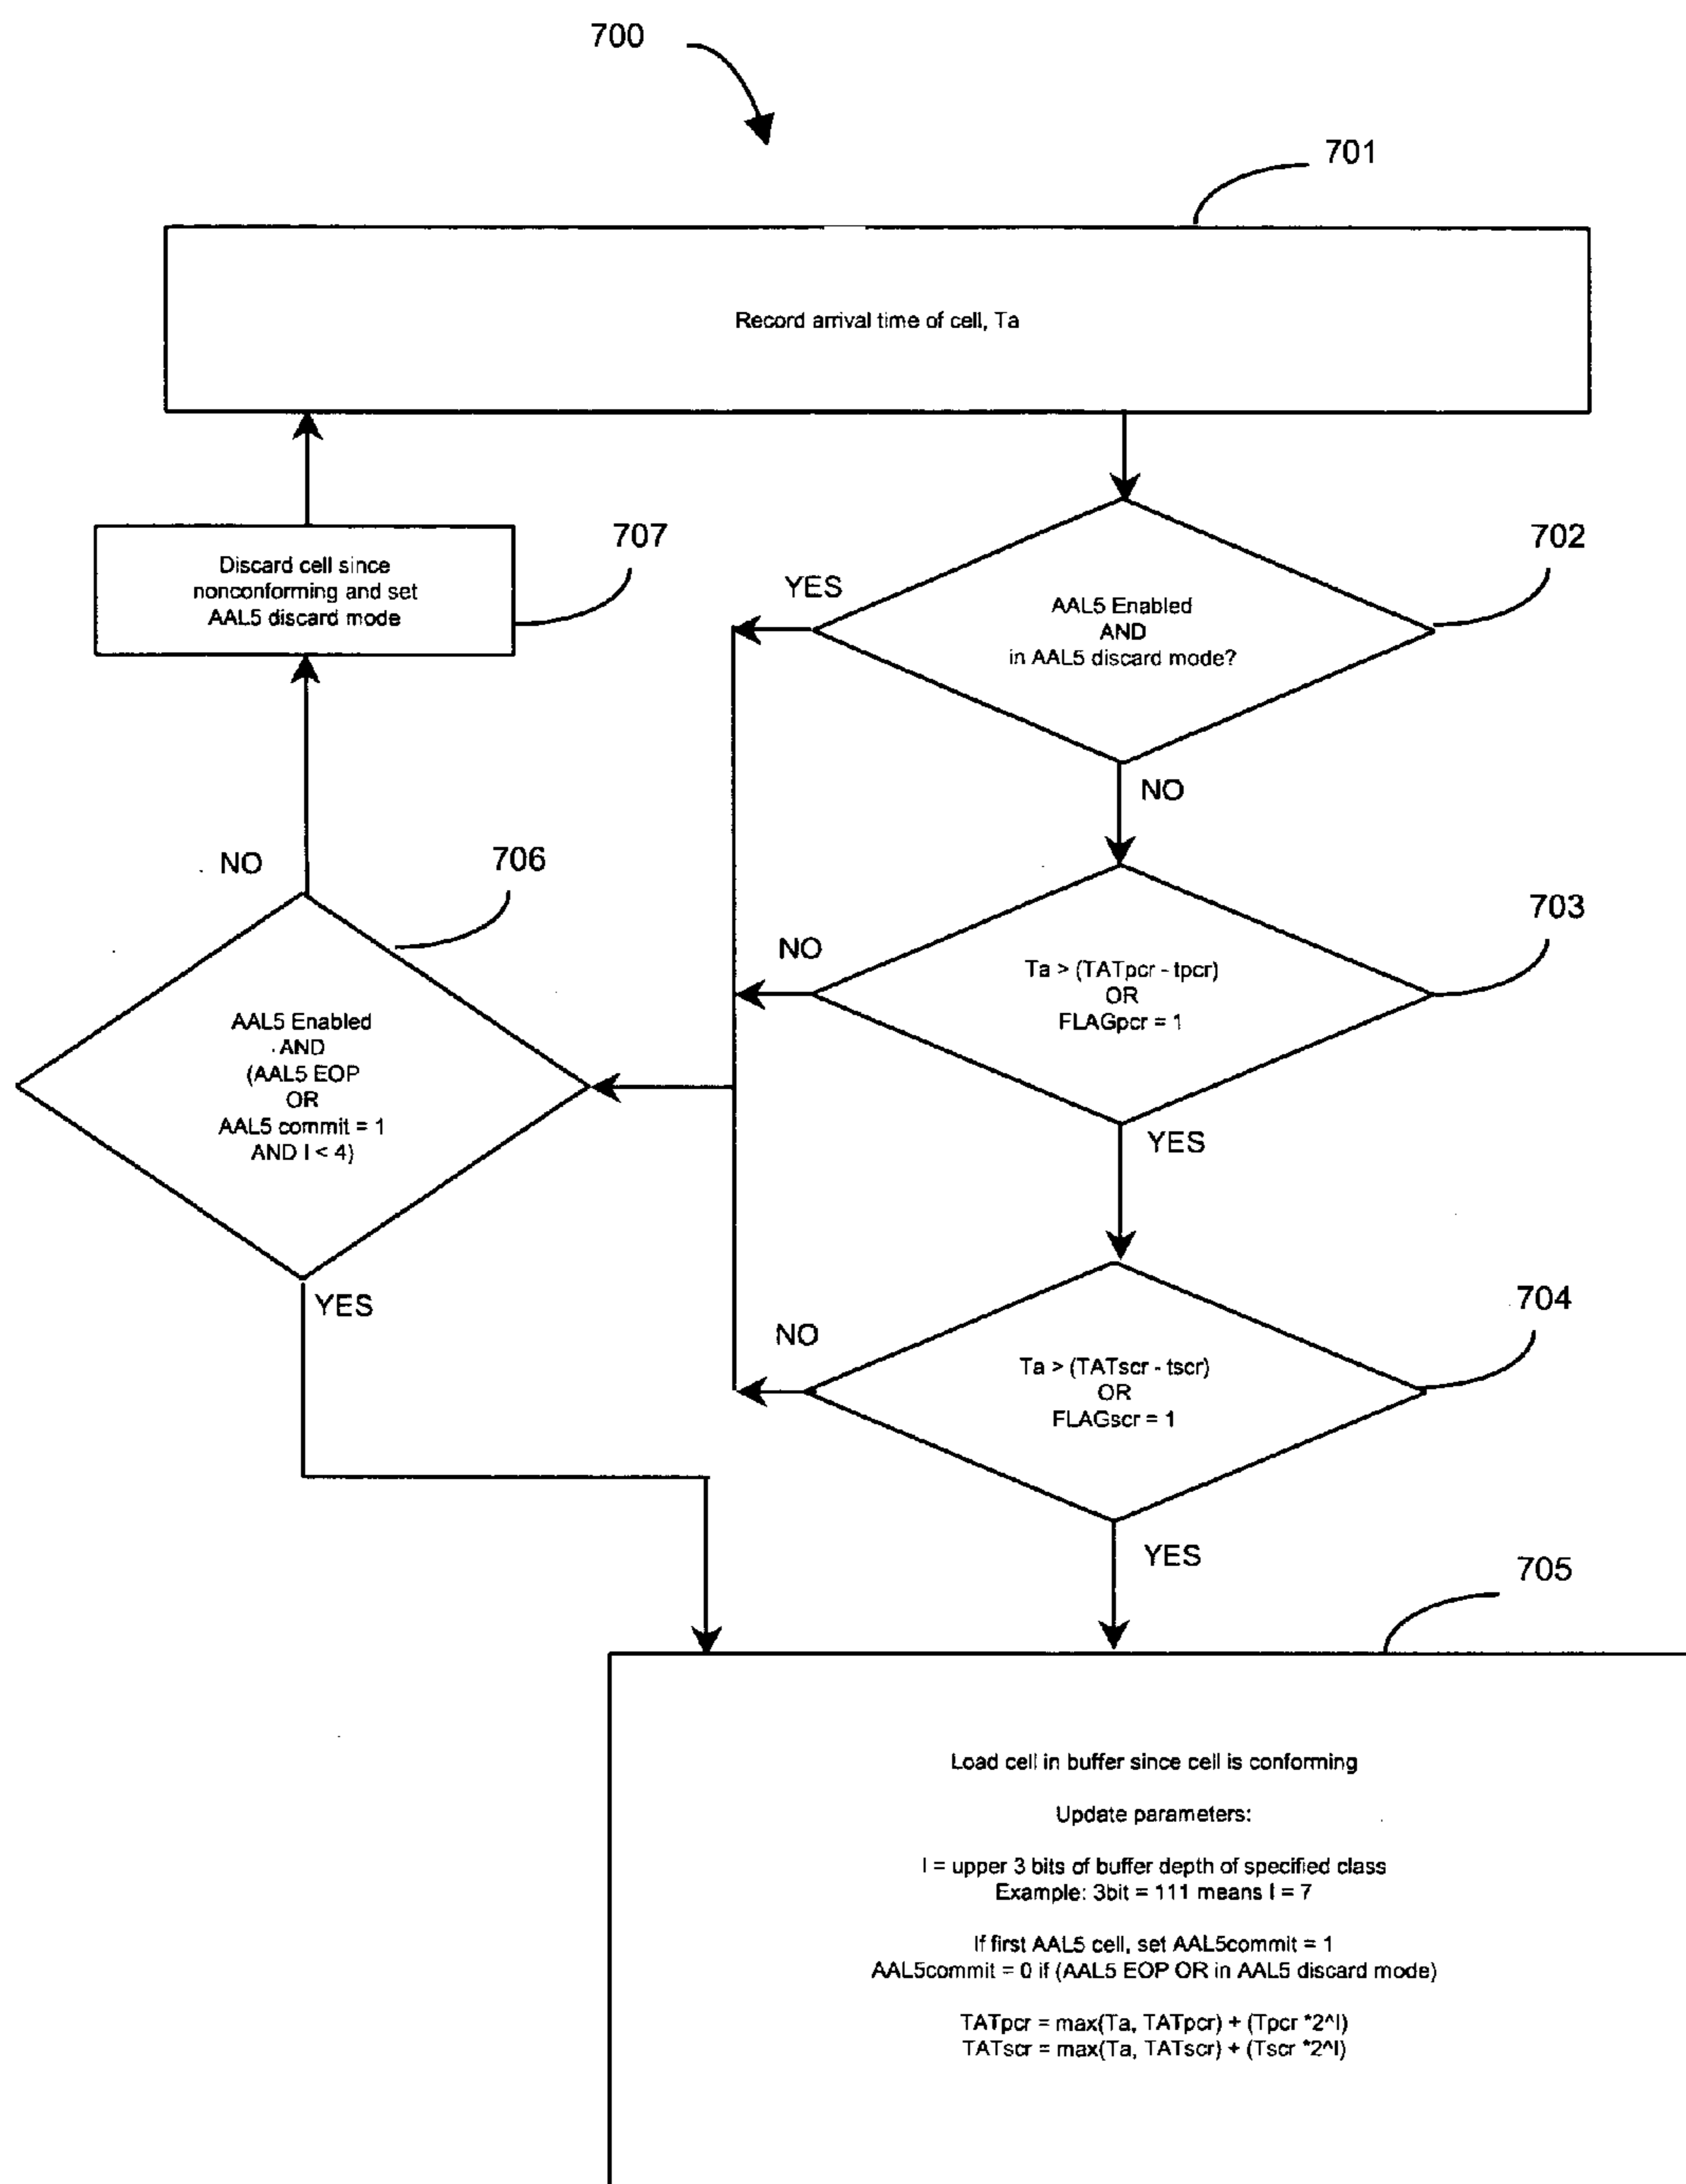 700
701
Record arrival time of cell, Ta
707
Discard cell since
nonconforming and set
AAL5 discard mode
702
YES
AAL5 Enabled
AND
in AAL5 discard mode?
NO
NO
706
703
NO
Ta > (TATpcr - tpcr)
OR
FLAGpcr = 1
AAL5 Enabled
AND
(AAL5 EOP
OR
AAL5 commit = 1
AND I < 4)
YES
YES
704
NO
Ta > (TATscr - tscr)
OR
FLAGscr = 1
YES
705
Load cell in buffer since cell is conforming
Update parameters:
I = upper 3 bits of buffer depth of specified class
Example: 3bit = 111 means I = 7
If first AAL5 cell, set AAL5commit = 1
AAL5commit = 0 if (AAL5 EOP OR in AAL5 discard mode)
TATpcr = max(Ta, TATpcr) + (Tpcr *2^I)
TATscr = max(Ta, TATscr) + (Tscr *2^I)